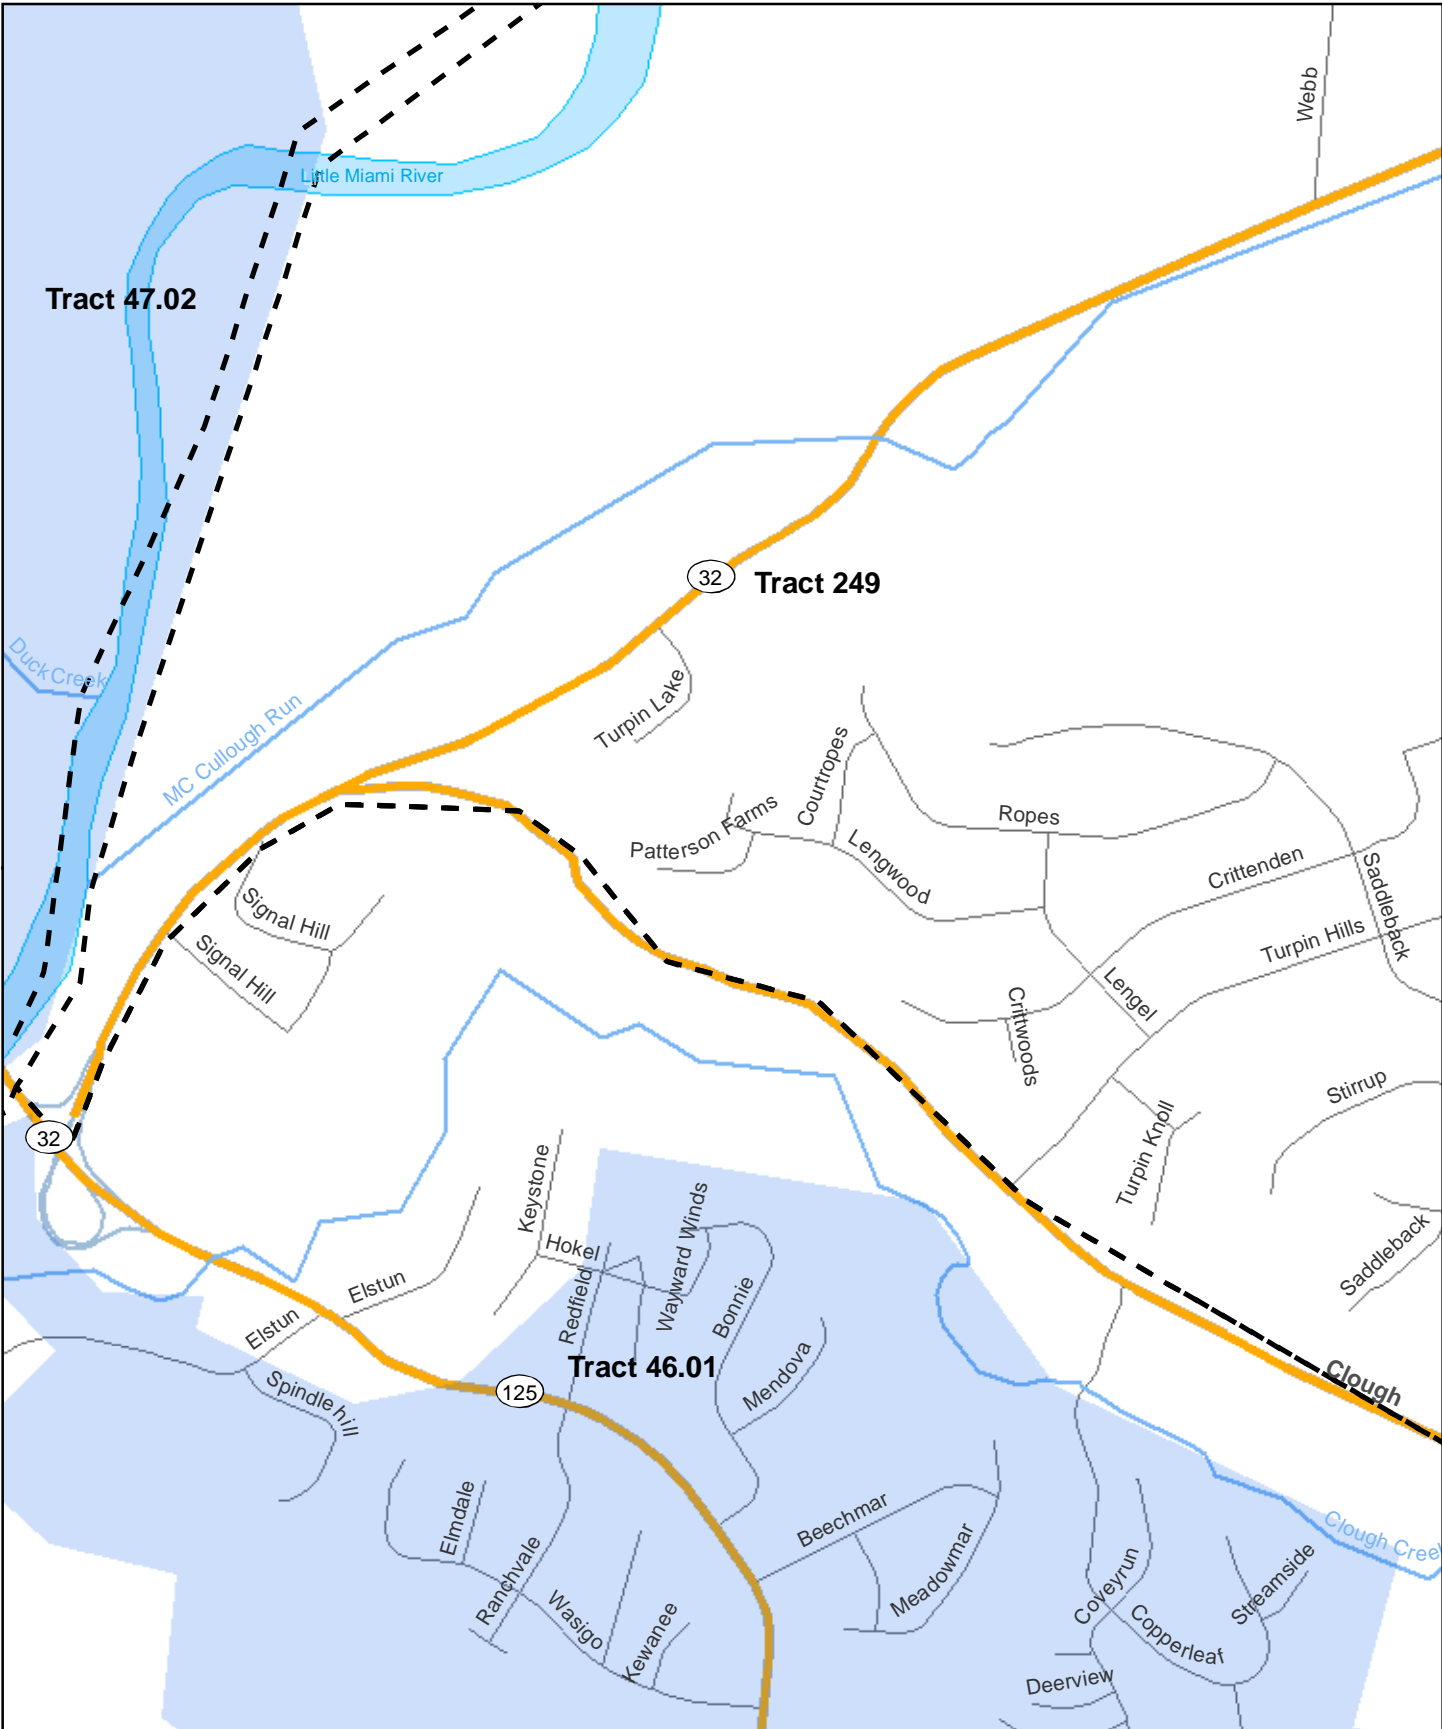 Webb
Little Miami River
Tract 47.02
32
Tract 249
Duck Creek
MC Cullough Run
Turpin Lake
Courtropes
Patterson Farms
Ropes
Lengwood
Crittenden
Saddleback
Signal Hill
Signal Hill
Turpin Hills
Lengel
Crittwoods
Stirrup
Turpin Knoll
32
Keystone
Hokel
Wayward Winds
Saddleback
Redfield
Bonnie
Elstun
Elstun
Tract 46.01
Mendova
125
Clough
Spindle hill
Elmdale
Beechmar
Meadowmar
Clough Creek
Ranchvale
Wasigo
Kewanee
Coveyrun
Streamside
Copperleaf
Deerview